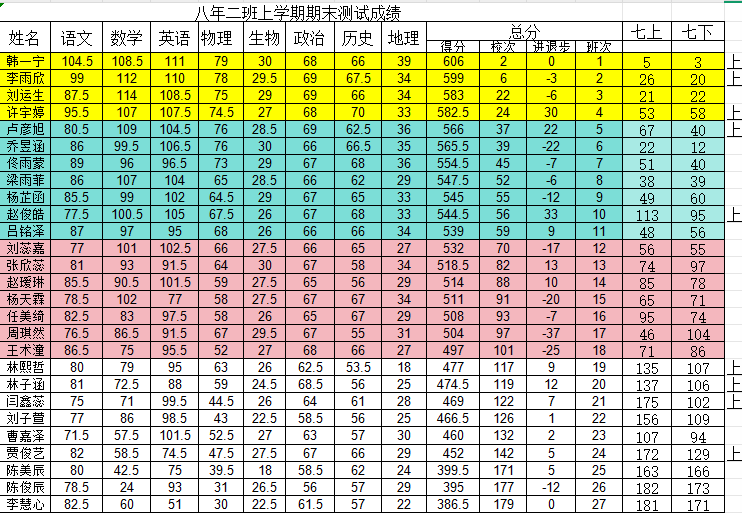 八年二班上学期期末测试成绩
姓名 语文 数学 英语 物理 生物 政治 历史 地理 总分 七上 七下
得分 校次 进退步 班次
韩一宁 104.5 108.5 111 79 30 68 66 39 606 2 0 1 5 3 上
李雨欣 99 112 110 78 29.5 69 67.5 34 599 6 -3 2 26 20 上
刘运生 87.5 114 108.5 75 29 69 66 34 583 22 -6 3 21 22
许宇婷 95.5 107 107.5 74.5 27 68 70 33 582.5 24 30 4 53 58 上
卢彦旭 80.5 109 104.5 76 28.5 69 62.5 36 566 37 22 5 67 40 上
乔昱涵 86 99.5 106.5 76 30 66 66.5 35 565.5 39 -22 6 22 12
佟雨蒙 89 96 96.5 73 29 67 68 36 554.5 45 -7 7 51 40
梁雨菲 86 107 104 65 28.5 66 62 29 547.5 52 -6 8 38 39
杨芷函 85.5 99 102 64.5 29 67 65 33 545 55 -12 9 49 60
赵俊皓 77.5 100.5 105 67.5 26 67 68 33 544.5 56 33 10 113 95 上
吕铭泽 87 97 95 68 26 66 66 34 539 59 9 11 48 56
刘蕊嘉 77 101 102.5 66 27.5 66 65 27 532 70 -17 12 56 55
张欣蕊 81 93 91.5 64 30 67 58 34 518.5 82 13 13 74 97
赵瑷琳 85.5 90.5 101.5 59 27.5 65 56 29 514 88 10 14 85 78
杨天霖 78.5 102 77 58 27.5 67 67 34 511 91 -20 15 65 71
任美绮 82.5 83 97.5 58 26 65 67 29 508 93 -7 16 95 74
周琪然 76.5 86.5 91.5 67 29.5 67 55 31 504 97 -37 17 46 104
王术潼 86.5 75 95.5 52 27 68 66 27 497 101 -25 18 71 86
林熙哲 80 79 95 63 26 62.5 53.5 18 477 117 9 19 135 107 上
林子涵 81 72.5 88 59 24.5 68.5 56 25 474.5 119 12 20 137 106 上
闫鑫蕊 75 71 99.5 44.5 26 64 61 28 469 122 7 21 175 102 上
刘子萱 77 86 98.5 43 22.5 58.5 56 25 466.5 126 1 22 156 109
曹嘉泽 71.5 57.5 101.5 52.5 27 63 57 30 460 132 2 23 107 94
贾俊艺 82 58.5 74.5 47.5 27.5 67 66 29 452 142 5 24 172 129 上
陈美辰 80 42.5 75 39.5 18 58.5 62 24 399.5 171 5 25 163 166
陈俊辰 78.5 24 93 31 26.5 56 57 29 395 177 -12 26 182 173
李慧心 82.5 60 51 30 22.5 61.5 57 22 386.5 179 0 27 181 171